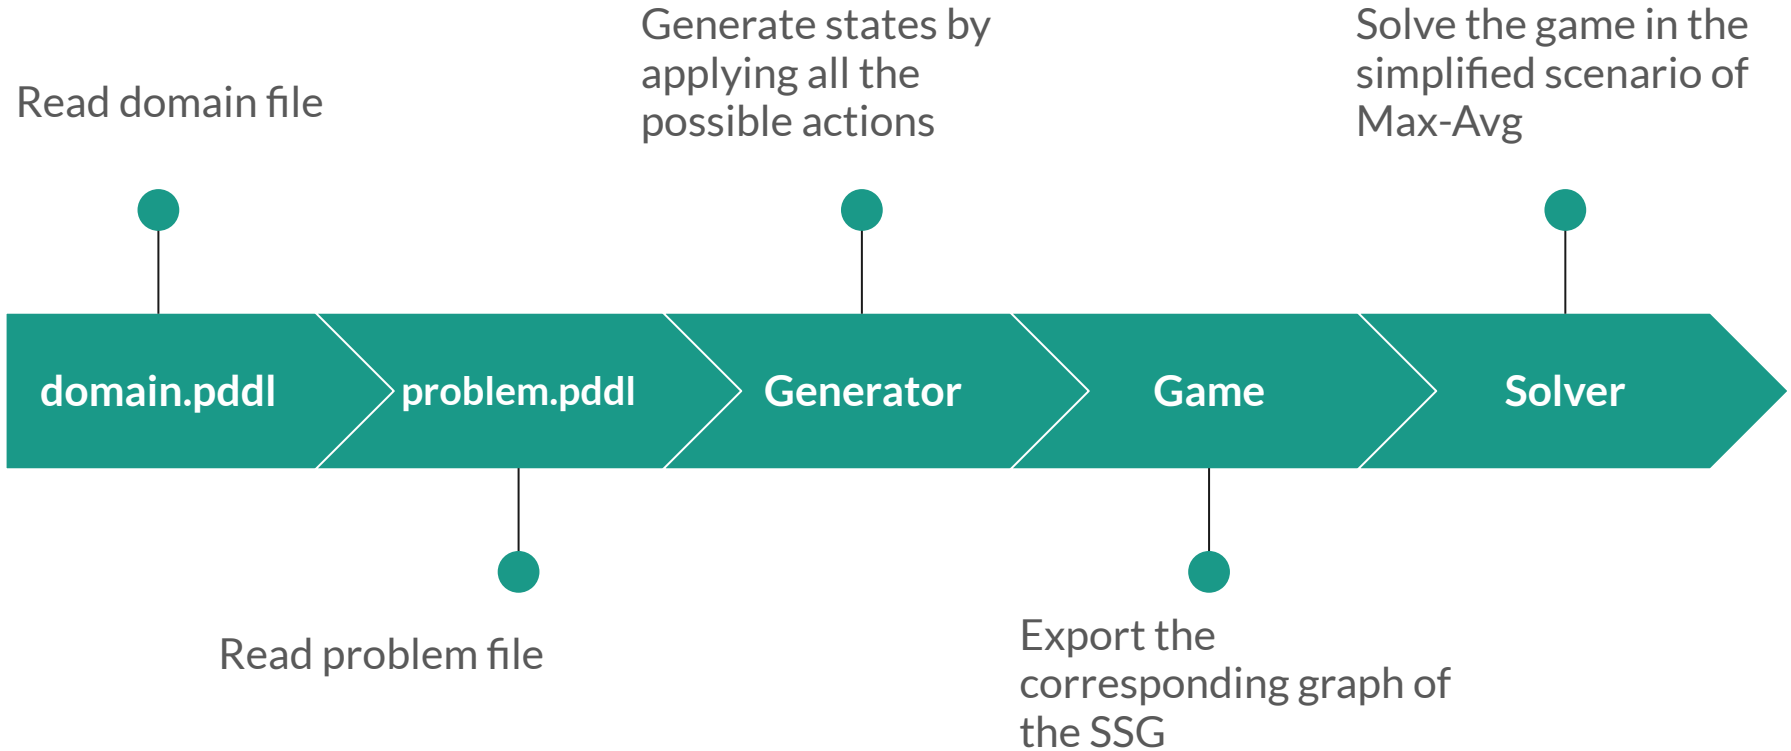 Read domain file
Generate states by
applying all the
possible actions
Solve the game in the
simplified scenario of
Max-Avg
domain.pddl
problem.pddl
Generator
Game
Solver
Read problem file
Export the
corresponding graph of
the SSG